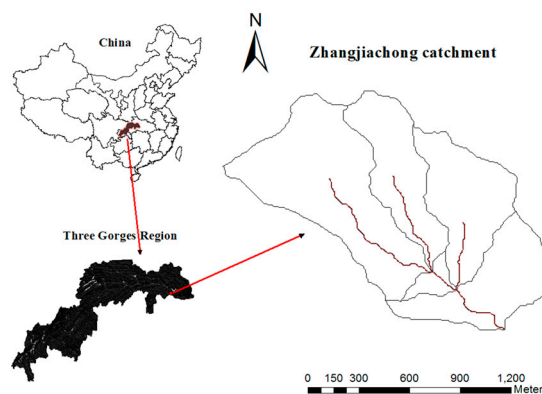 China
N
Zhangjiachong catchment
Three Gorges Region
0 150 300 600 900 1,200
Meter